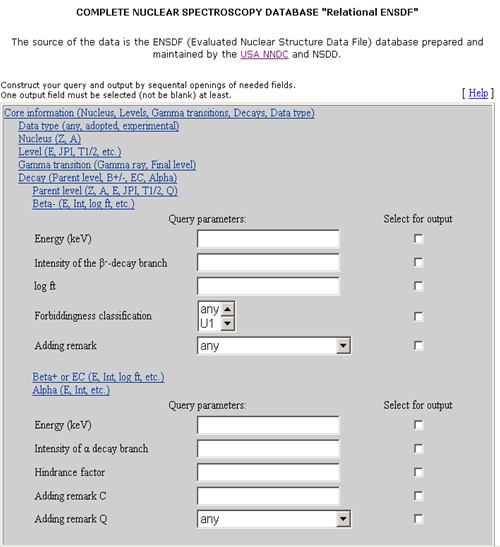 COMPLETE NUCLEAR SPECTROSCOPY DATABASE "Relational ENSDF"
The source of the data is the ENSDF (Evaluated Nuclear Structure Data File) database prepared and
maintained by the USA NNDC and NSDD.
Construct your query and output by sequental openings of needed fields.
One output field must be selected (not be blank) at least. [ Help ]
Core information (Nucleus, Levels, Gamma transitions, Decays, Data type)
Data type (any, adopted, experimental)
Nucleus (Z, A)
Level (E, JPI, T1/2, etc.)
Gamma transition (Gamma ray, Final level)
Decay (Parent level, B+/-, EC, Alpha)
Parent level (Z, A, E, JPI, T1/2, Q)
Beta- (E, Int, log ft, etc.)
Query parameters: Select for output
Energy (keV)
Intensity of the β⁻-decay branch
log ft
Forbiddingness classification any
U1
Adding remark any
Beta+ or EC (E, Int, log ft, etc.)
Alpha (E, Int, etc.)
Query parameters: Select for output
Energy (keV)
Intensity of α decay branch
Hindrance factor
Adding remark C
Adding remark Q any